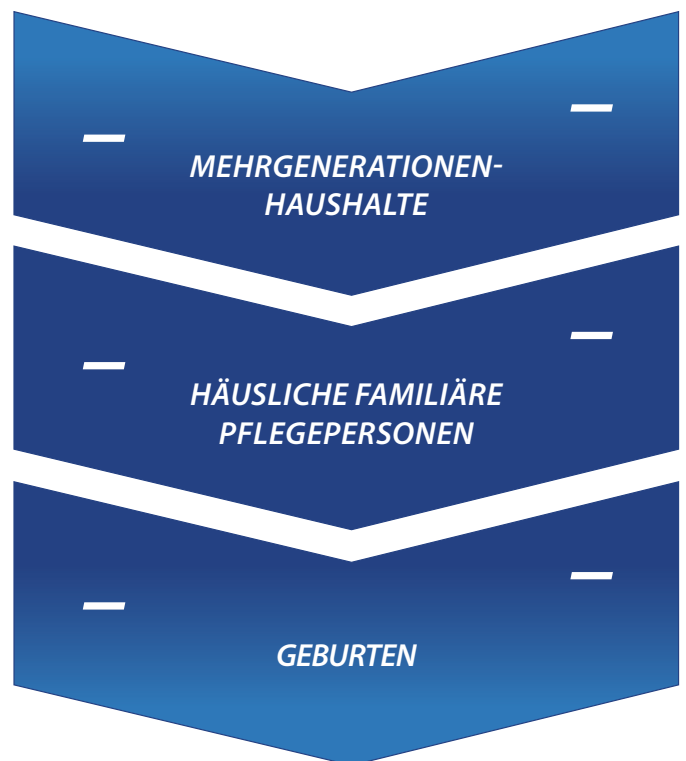 –
–
MEHRGENERATIONEN-
HAUSHALTE
–
–
HÄUSLICHE FAMILIÄRE
PFLEGEPERSONEN
–
–
GEBURTEN